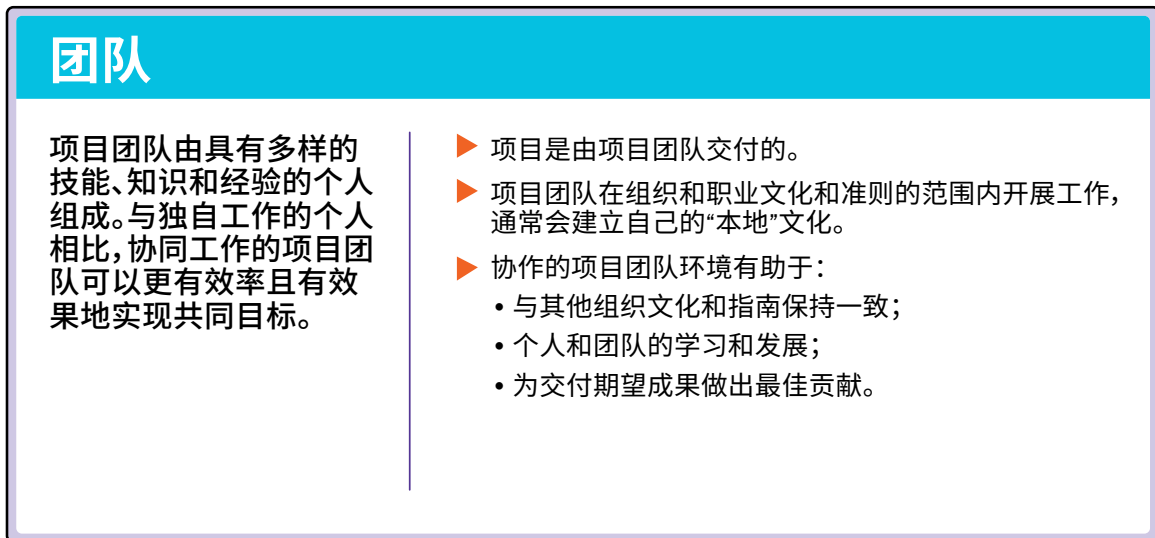 团队
项目团队由具有多样的
技能、知识和经验的个人
组成。与独自工作的个人
相比，协同工作的项目团
队可以更有效率且有效
果地实现共同目标。
▶ 项目是由项目团队交付的。
▶ 项目团队在组织和职业文化和准则的范围内开展工作，
通常会建立自己的“本地”文化。
▶ 协作的项目团队环境有助于：
• 与其他组织文化和指南保持一致；
• 个人和团队的学习和发展；
• 为交付期望成果做出最佳贡献。